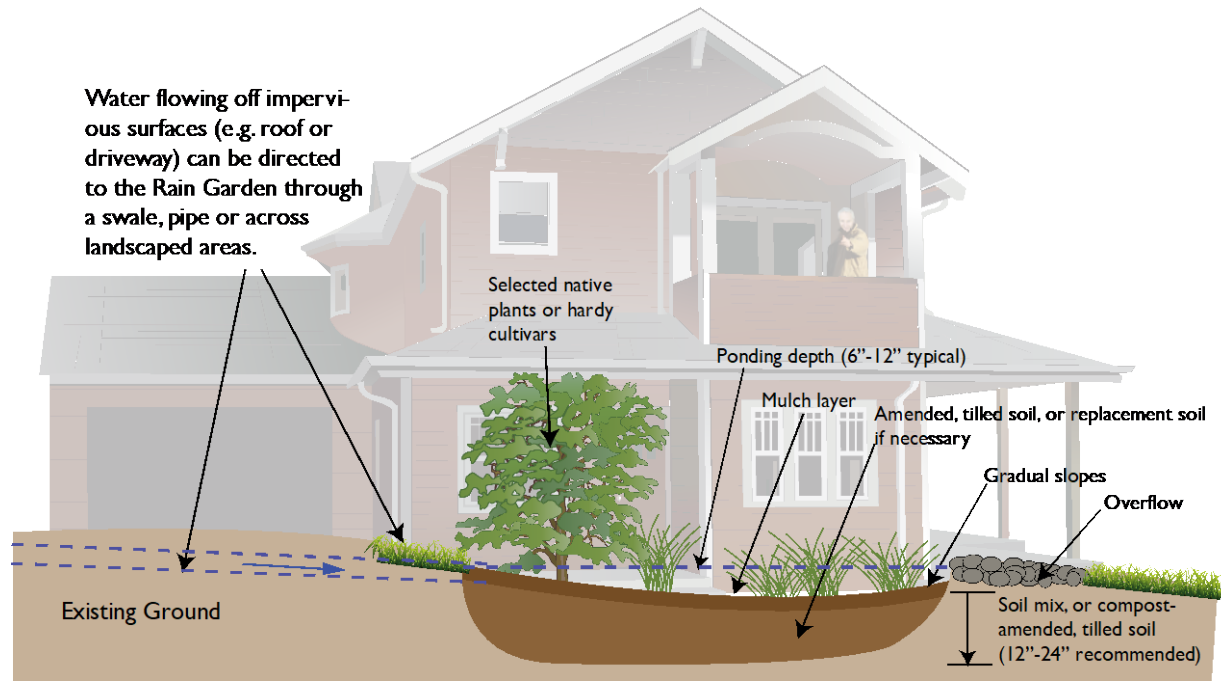 Water flowing off impervi-
ous surfaces (e.g. roof or
driveway) can be directed
to the Rain Garden through
a swale, pipe or across
landscaped areas.
Selected native
plants or hardy
cultivars
Ponding depth (6”-12” typical)
Mulch layer
Amended, tilled soil, or replacement soil
if necessary
Gradual slopes
Overflow
Existing Ground
Soil mix, or compost-
amended, tilled soil
(12”-24” recommended)